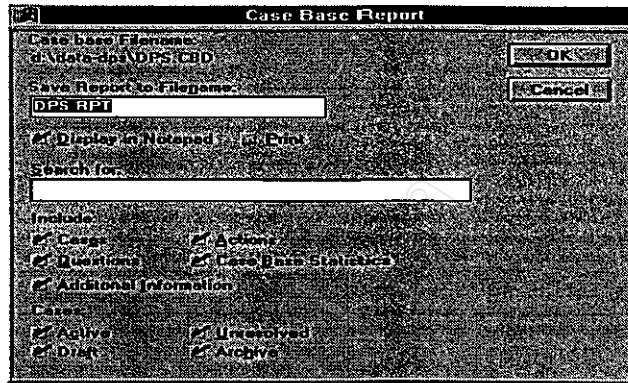 Case Base Report
Case base Filename:
d:\data-dps\DPS.CBD
OK
Save Report to Filename:
Cancel
DPS.RPT
Display in Notepad Print
Search for:
Include:
Cases Actions
Questions Case Base Statistics
Additonal Information
Cases:
Active Unresolved
Draft Archive